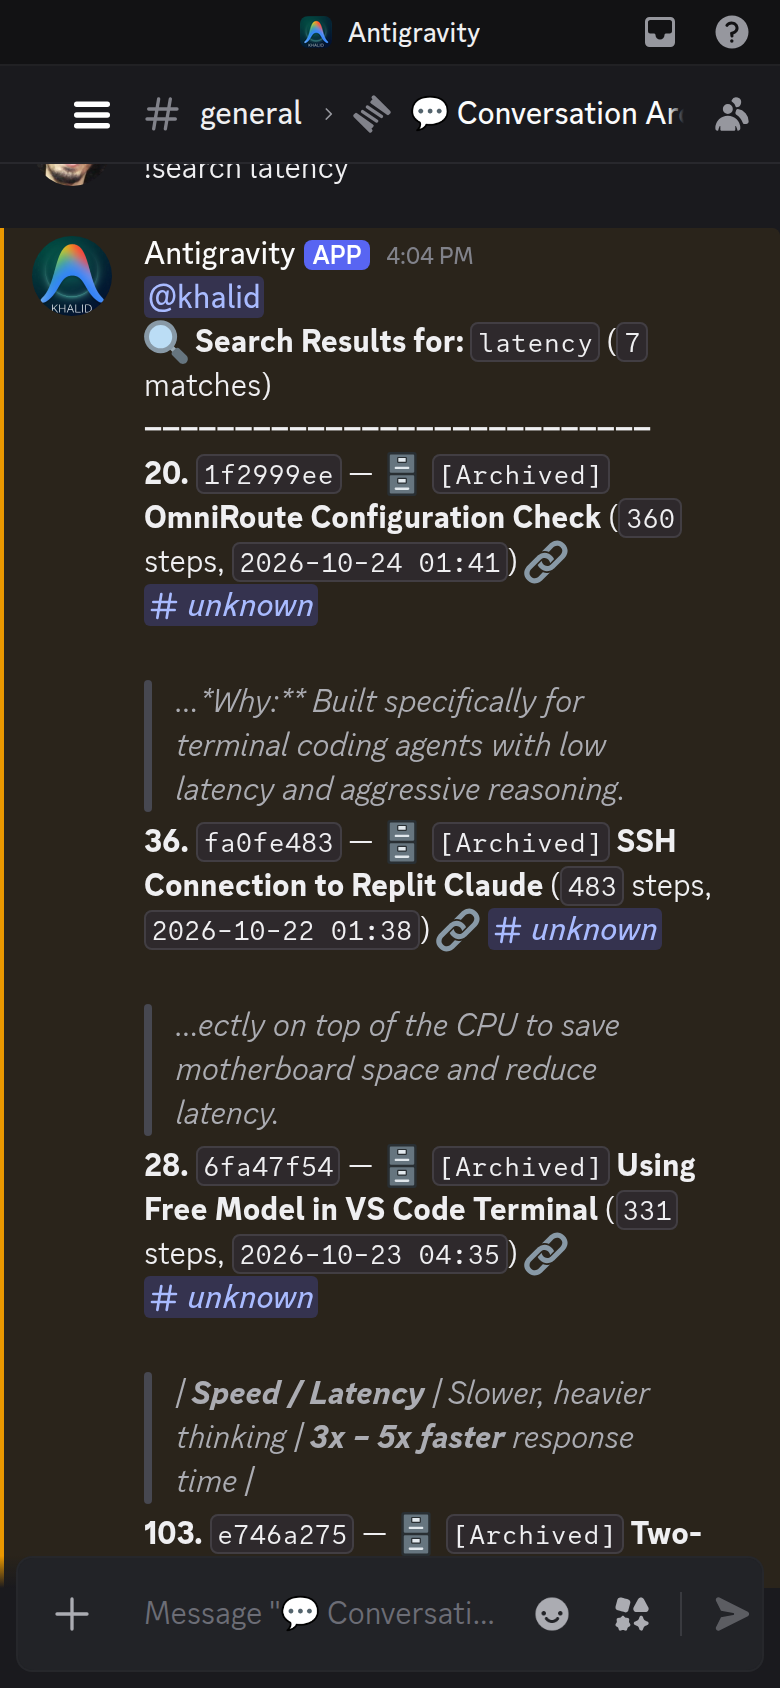 Antigravity
# general › 💬 Conversation Ar
!search latency
Antigravity APP 4:04 PM
KHALID
@khalid
🔍 Search Results for: latency (7
matches)
————————————————————
20. 1f2999ee — 🗄️ [Archived]
OmniRoute Configuration Check (360
steps, 2026-10-24 01:41) 🔗
# unknown
...*Why:** Built specifically for
terminal coding agents with low
latency and aggressive reasoning.
36. fa0fe483 — 🗄️ [Archived] SSH
Connection to Replit Claude (483 steps,
2026-10-22 01:38) 🔗 # unknown
...ectly on top of the CPU to save
motherboard space and reduce
latency.
28. 6fa47f54 — 🗄️ [Archived] Using
Free Model in VS Code Terminal (331
steps, 2026-10-23 04:35) 🔗
# unknown
| Speed / Latency | Slower, heavier
thinking | 3x – 5x faster response
time |
103. e746a275 — 🗄️ [Archived] Two-
Message "💬 Conversati...